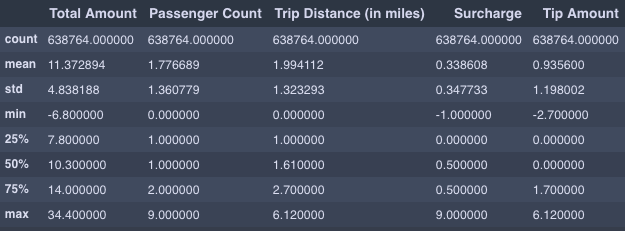 Total Amount Passenger Count Trip Distance (in miles) Surcharge Tip Amount
count 638764.000000 638764.000000 638764.000000 638764.000000 638764.000000
mean 11.372894 1.776689 1.994112 0.338608 0.935600
std 4.838188 1.360779 1.323293 0.347733 1.198002
min -6.800000 0.000000 0.000000 -1.000000 -2.700000
25% 7.800000 1.000000 1.000000 0.000000 0.000000
50% 10.300000 1.000000 1.610000 0.500000 0.000000
75% 14.000000 2.000000 2.700000 0.500000 1.700000
max 34.400000 9.000000 6.120000 9.000000 6.120000